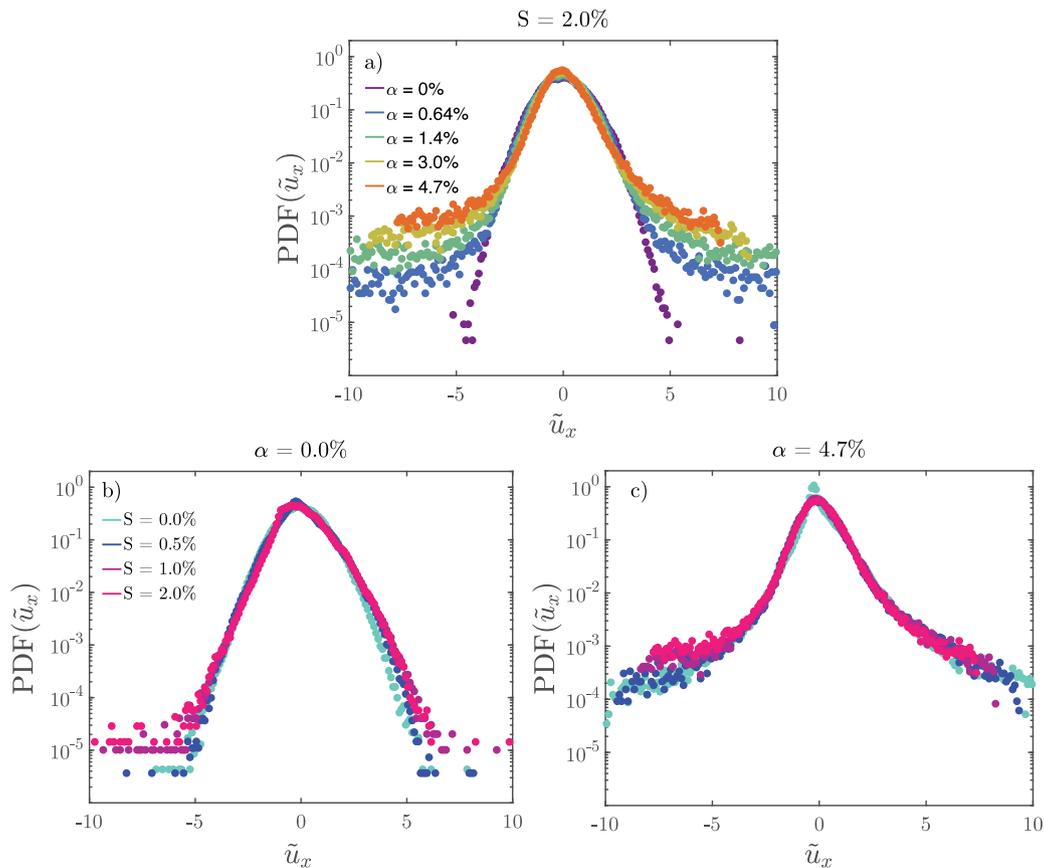 S = 2.0%
a)
α = 0%
α = 0.64%
α = 1.4%
α = 3.0%
α = 4.7%
PDF(ũₓ)
10⁰
10⁻¹
10⁻²
10⁻³
10⁻⁴
10⁻⁵
-10 -5 0 5 10
ũₓ
α = 0.0%
b)
S = 0.0%
S = 0.5%
S = 1.0%
S = 2.0%
PDF(ũₓ)
10⁰
10⁻¹
10⁻²
10⁻³
10⁻⁴
10⁻⁵
-10 -5 0 5 10
ũₓ
α = 4.7%
c)
PDF(ũₓ)
10⁰
10⁻¹
10⁻²
10⁻³
10⁻⁴
10⁻⁵
-10 -5 0 5 10
ũₓ